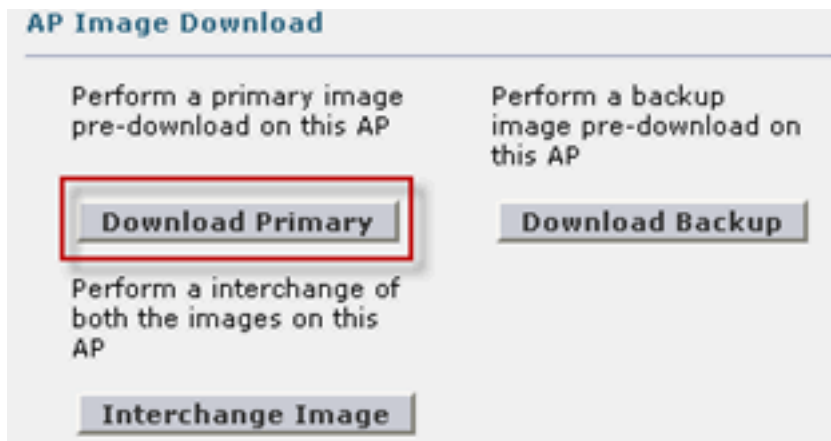 AP Image Download
Perform a primary image
pre-download on this AP
Download Primary
Perform a backup
image pre-download on
this AP
Download Backup
Perform a interchange of
both the images on this
AP
Interchange Image